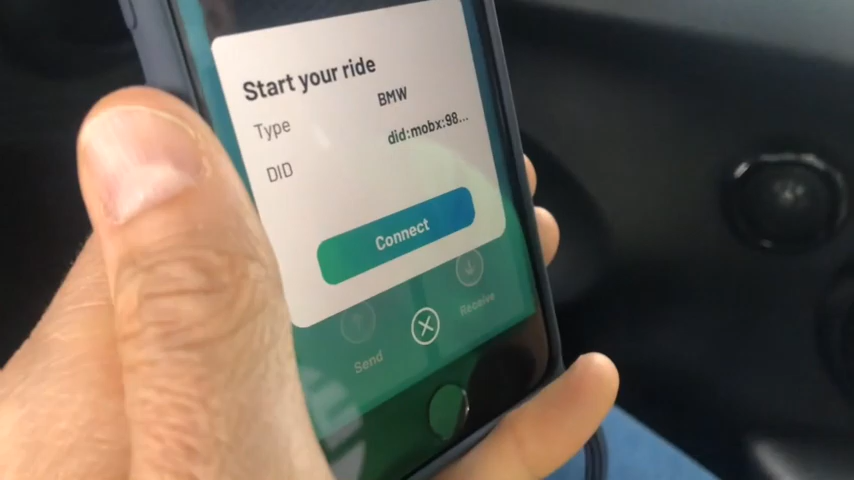 Start your ride
Type BMW
DID did:mobx:98...
Connect
Send
Receive